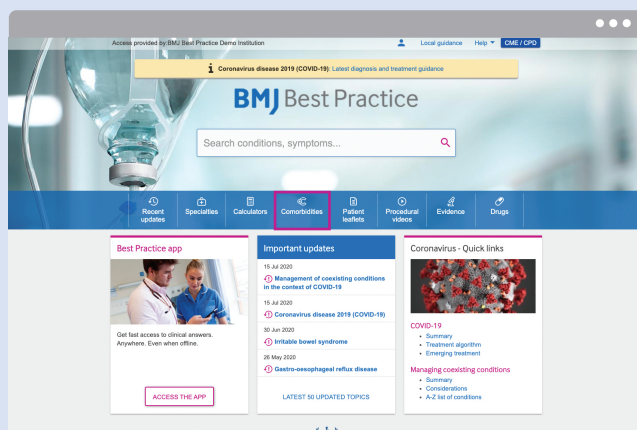 Access provided by:BMJ Best Practice Demo Institution
Local guidance Help CME / CPD
Coronavirus disease 2019 (COVID-19): Latest diagnosis and treatment guidance
BMJ Best Practice
Search conditions, symptoms...
Recent updates
Specialties
Calculators
Comorbidities
Patient leaflets
Procedural videos
Evidence
Drugs
Best Practice app
Get fast access to clinical answers.
Anywhere. Even when offline.
ACCESS THE APP
Important updates
15 Jul 2020
Management of coexisting conditions
in the context of COVID-19
15 Jul 2020
Coronavirus disease 2019 (COVID-19)
30 Jun 2020
Irritable bowel syndrome
26 May 2020
Gastro-oesophageal reflux disease
LATEST 50 UPDATED TOPICS
Coronavirus - Quick links
COVID-19
Summary
Treatment algorithm
Emerging treatment
Managing coexisting conditions
Summary
Considerations
A-Z list of conditions